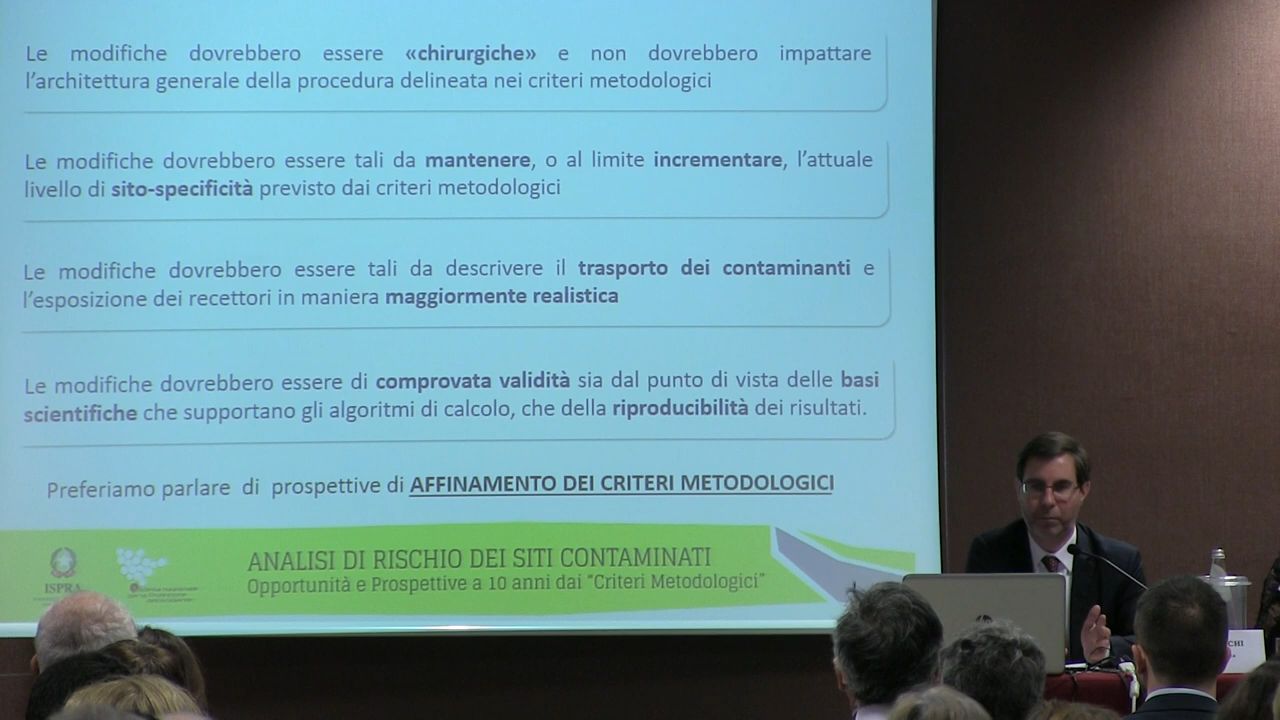 Le modifiche dovrebbero essere «chirurgiche» e non dovrebbero impattare
l'architettura generale della procedura delineata nei criteri metodologici
Le modifiche dovrebbero essere tali da mantenere, o al limite incrementare, l'attuale
livello di sito-specificità previsto dai criteri metodologici
Le modifiche dovrebbero essere tali da descrivere il trasporto dei contaminanti e
l'esposizione dei recettori in maniera maggiormente realistica
Le modifiche dovrebbero essere di comprovata validità sia dal punto di vista delle basi
scientifiche che supportano gli algoritmi di calcolo, che della riproducibilità dei risultati.
Preferiamo parlare di prospettive di AFFINAMENTO DEI CRITERI METODOLOGICI
ANALISI DI RISCHIO DEI SITI CONTAMINATI
Opportunità e Prospettive a 10 anni dai "Criteri Metodologici"
ISPRA
CHI